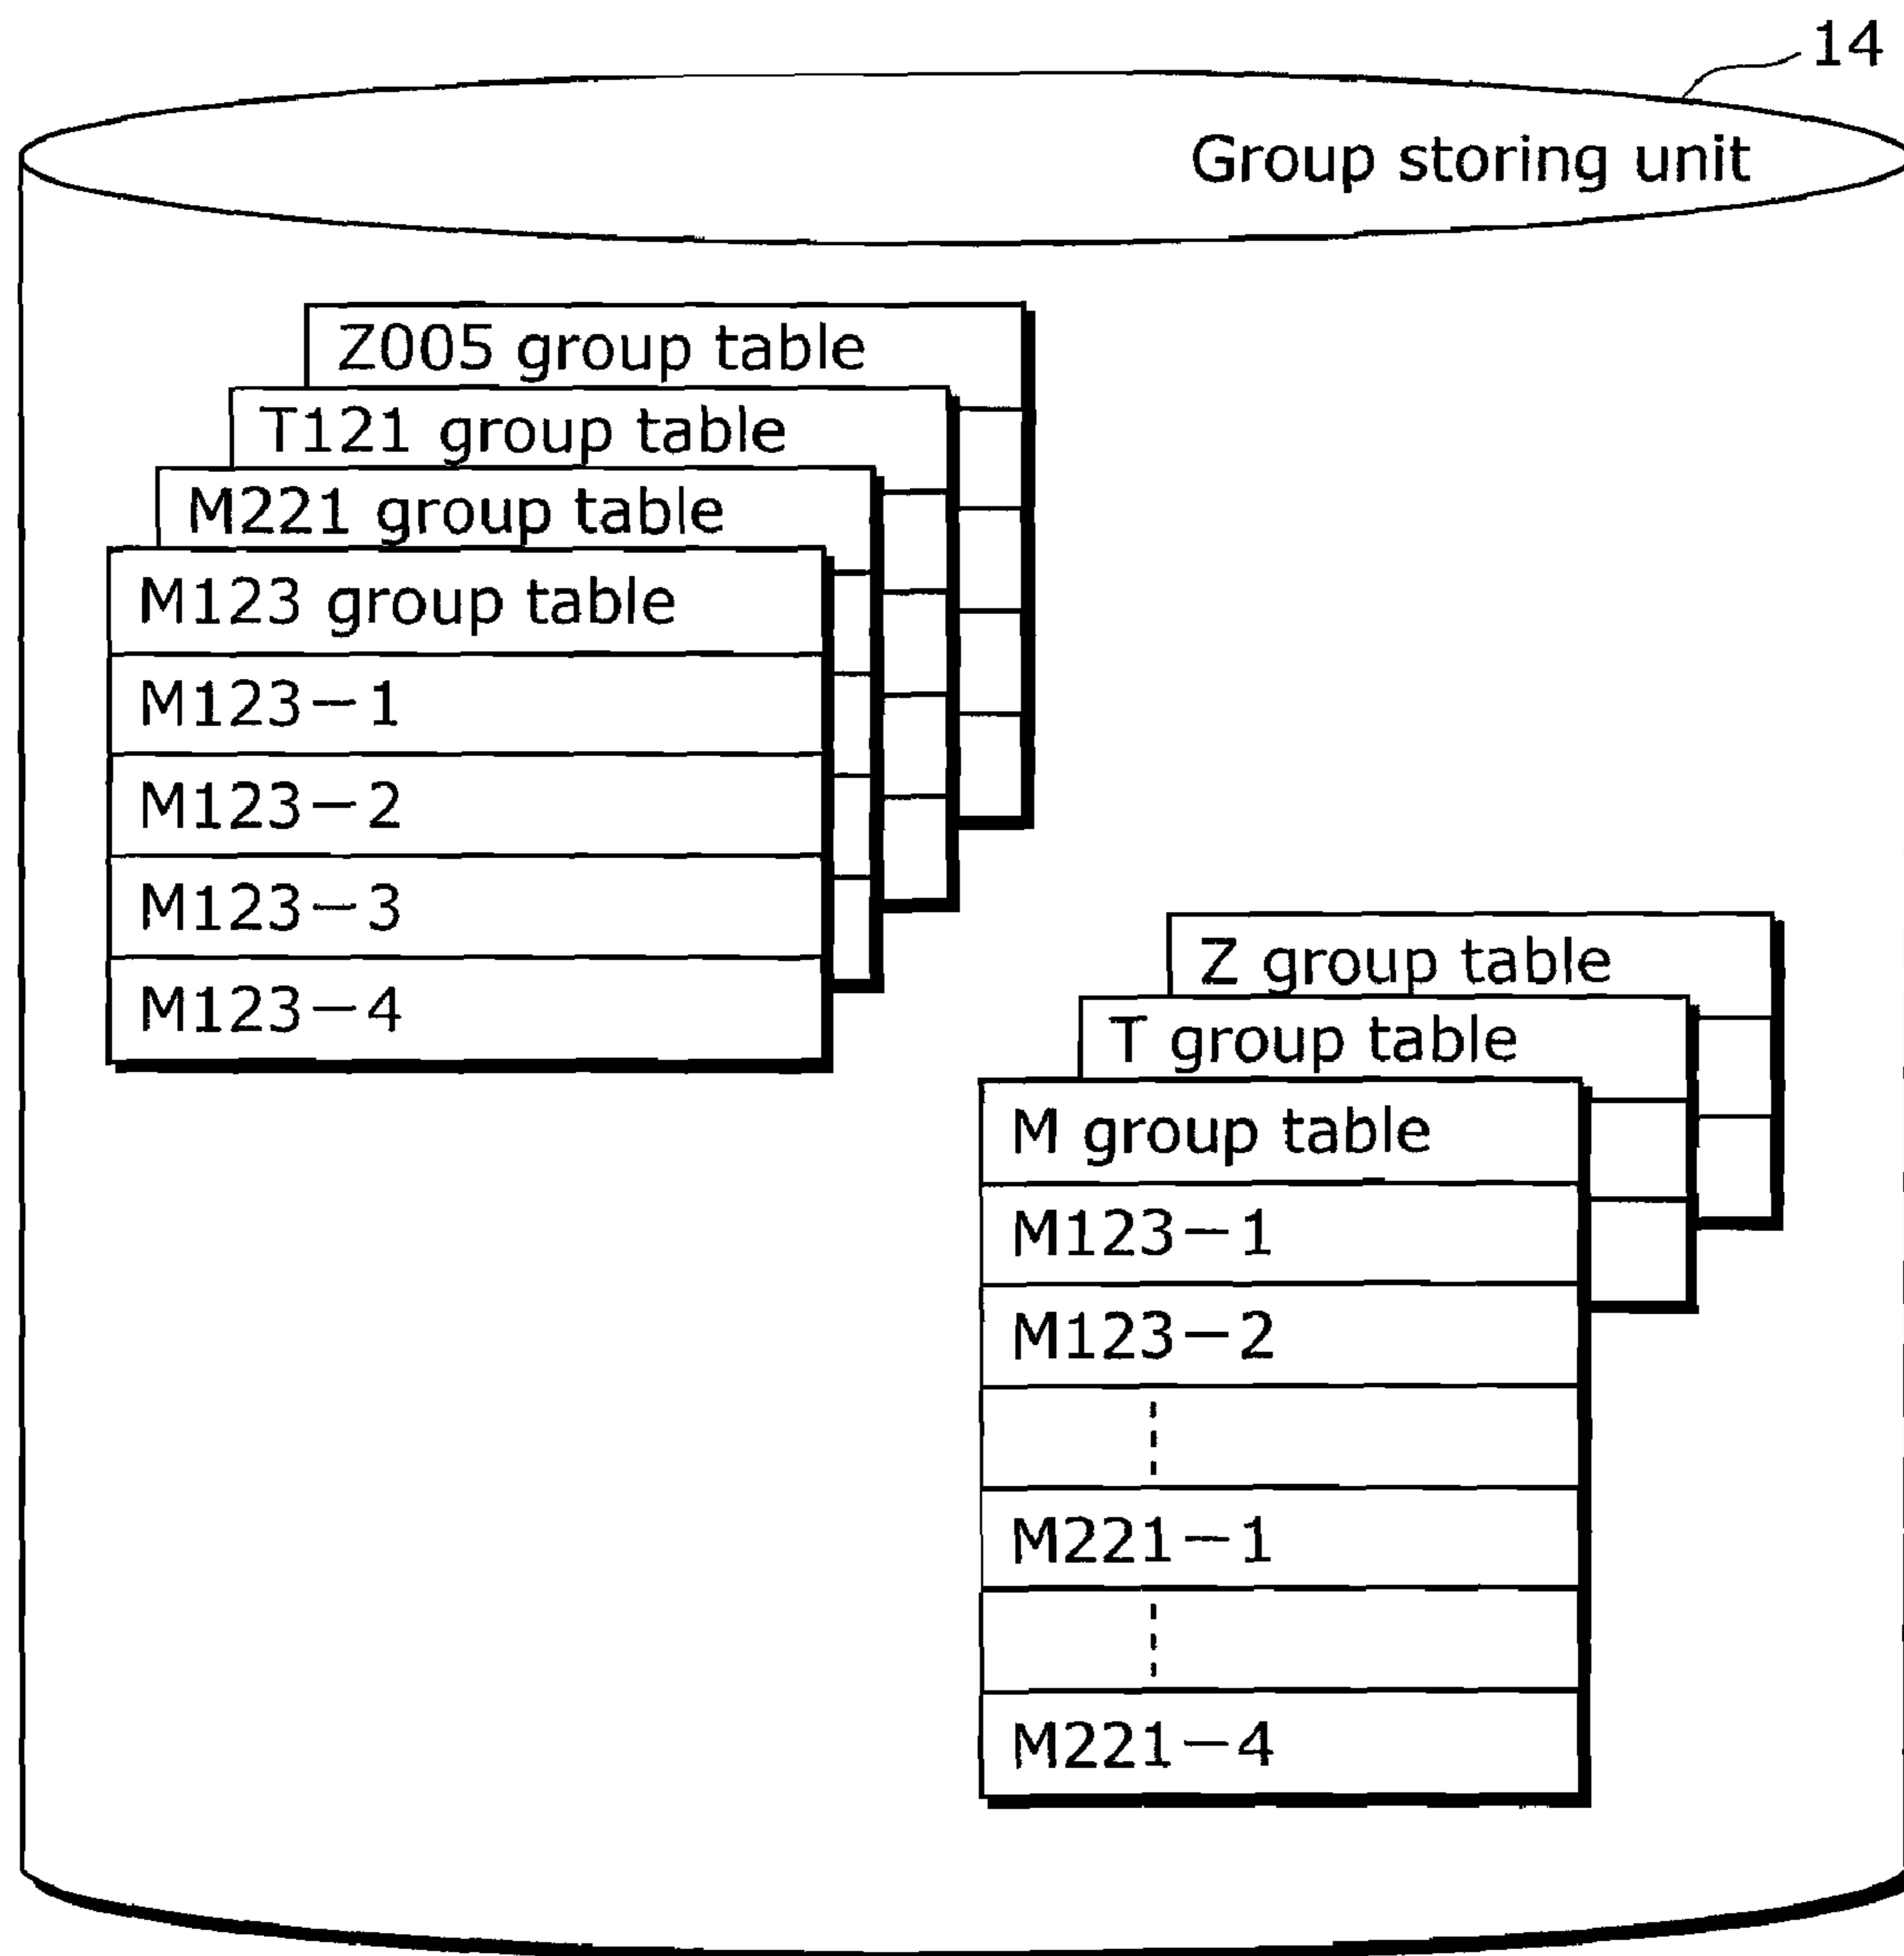 14
Group storing unit
Z005 group table
T121 group table
M221 group table
M123 group table
M123−1
M123−2
M123−3
M123−4
Z group table
T group table
M group table
M123−1
M123−2
M221−1
M221−4